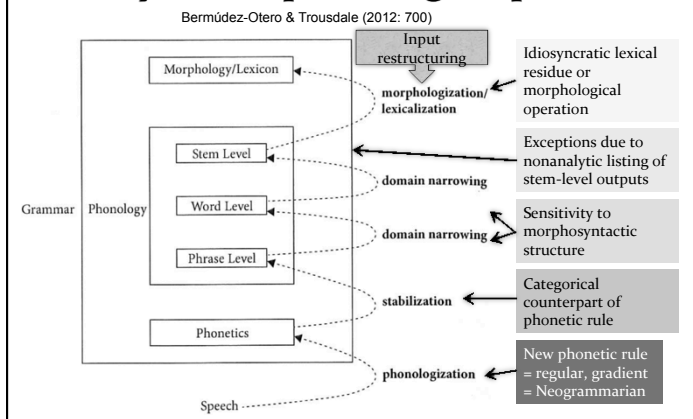 Bermúdez-Otero & Trousdale (2012: 700)
Input
restructuring
Morphology/Lexicon
morphologization/
lexicalization
Idiosyncratic lexical
residue or
morphological
operation
Stem Level
Exceptions due to
nonanalytic listing of
stem-level outputs
domain narrowing
Grammar
Phonology
Word Level
Sensitivity to
morphosyntactic
structure
domain narrowing
Phrase Level
stabilization
Categorical
counterpart of
phonetic rule
Phonetics
phonologization
New phonetic rule
= regular, gradient
= Neogrammarian
Speech